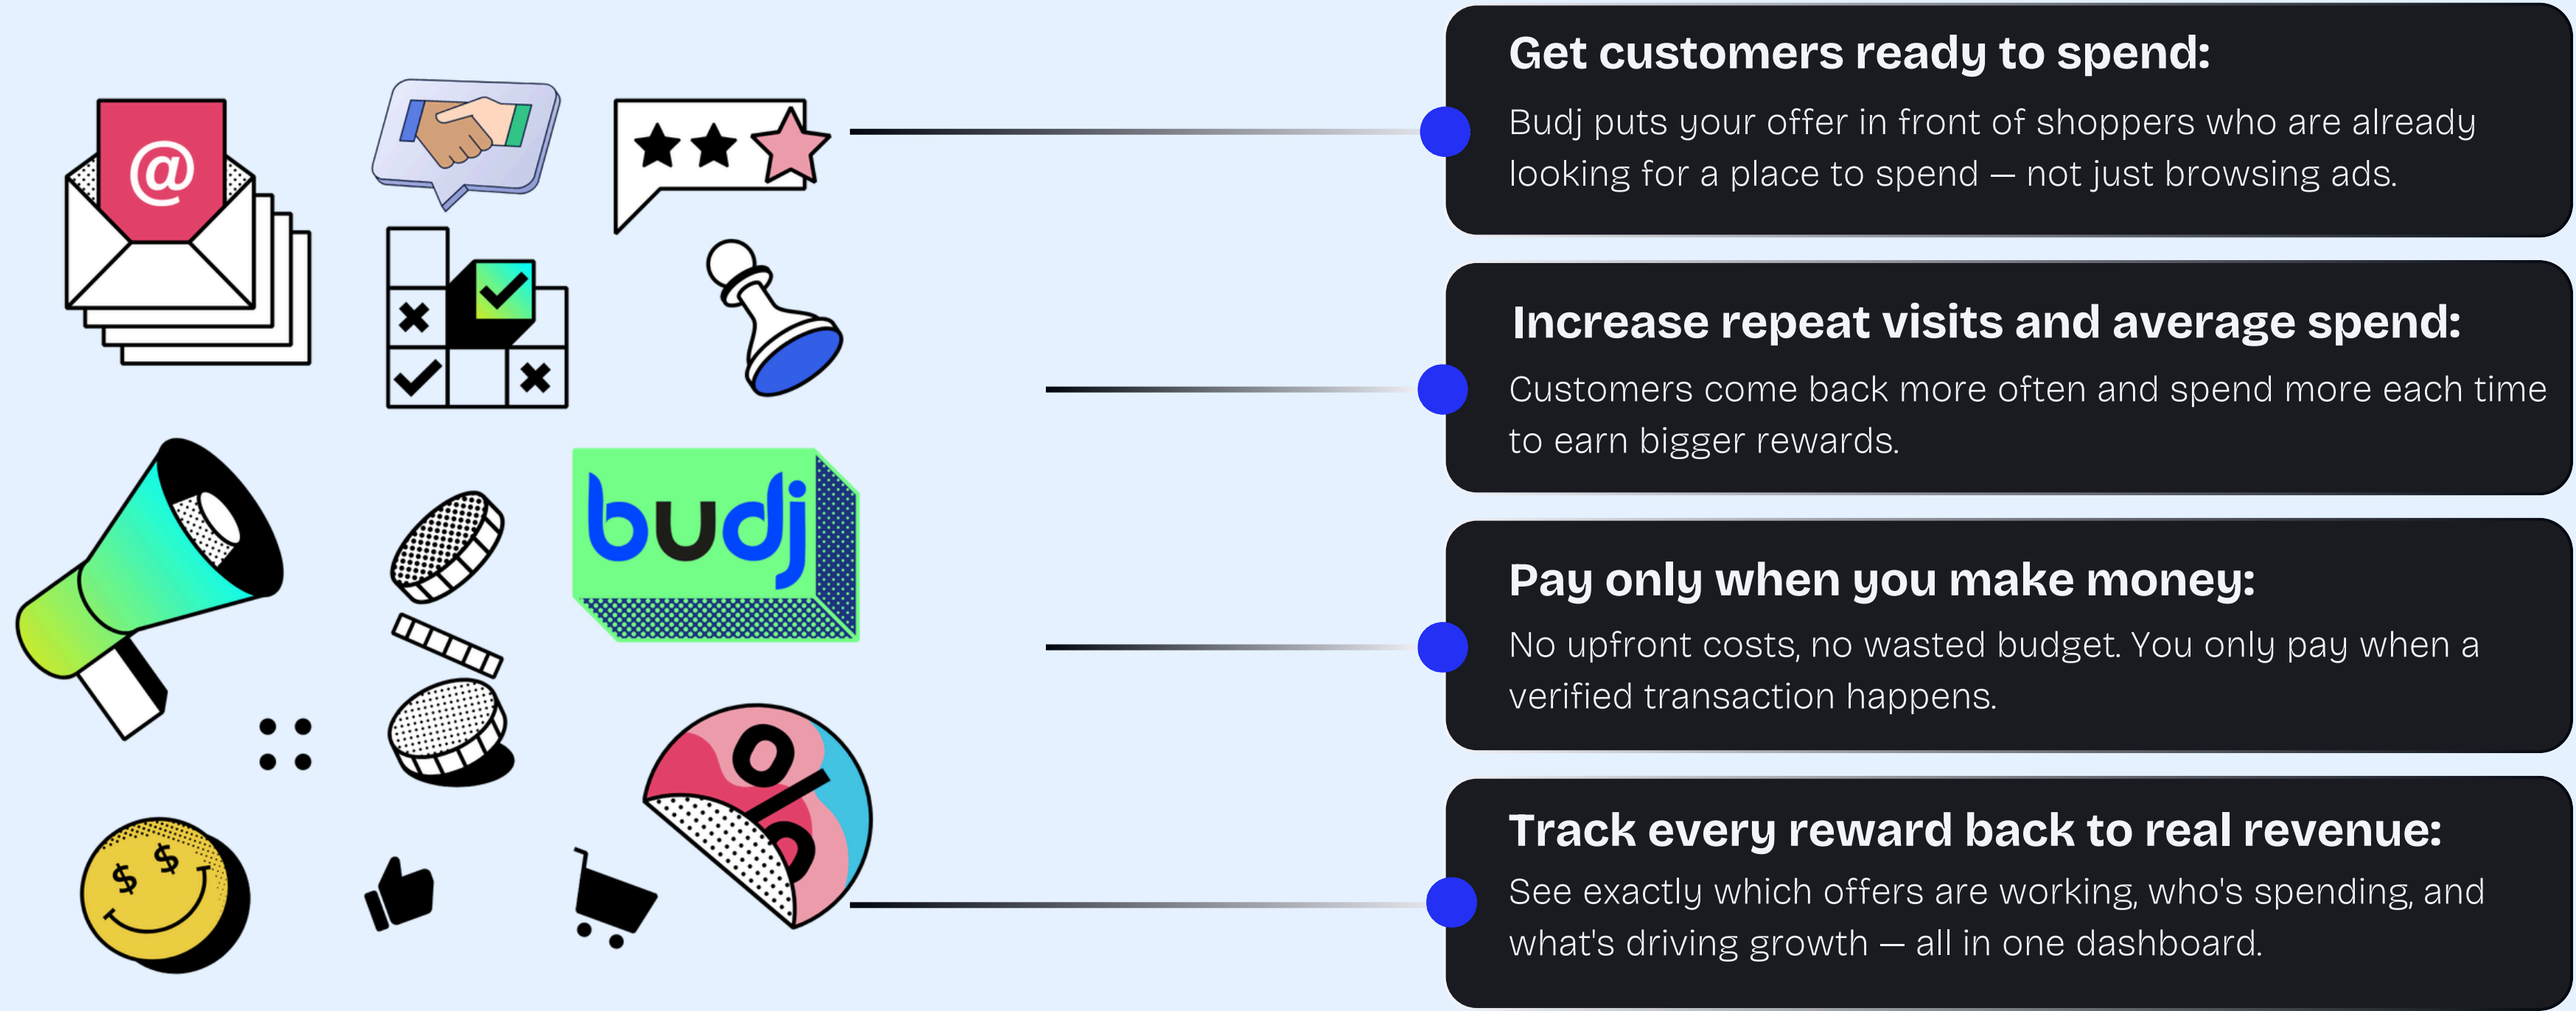 @
budj
%
$ $
Get customers ready to spend:
Budj puts your offer in front of shoppers who are already
looking for a place to spend — not just browsing ads.
Increase repeat visits and average spend:
Customers come back more often and spend more each time
to earn bigger rewards.
Pay only when you make money:
No upfront costs, no wasted budget. You only pay when a
verified transaction happens.
Track every reward back to real revenue:
See exactly which offers are working, who's spending, and
what's driving growth — all in one dashboard.